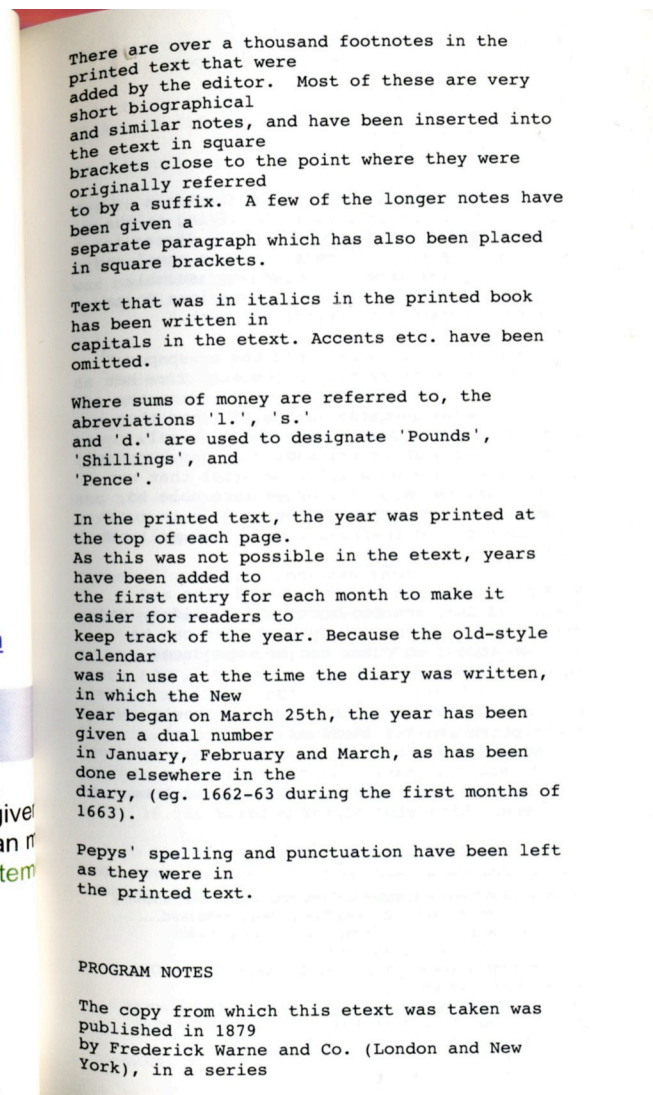 There are over a thousand footnotes in the
printed text that were
added by the editor.  Most of these are very
short biographical
and similar notes, and have been inserted into
the etext in square
brackets close to the point where they were
originally referred
to by a suffix.  A few of the longer notes have
been given a
separate paragraph which has also been placed
in square brackets.

Text that was in italics in the printed book
has been written in
capitals in the etext. Accents etc. have been
omitted.

Where sums of money are referred to, the
abreviations 'l.', 's.'
and 'd.' are used to designate 'Pounds',
'Shillings', and
'Pence'.

In the printed text, the year was printed at
the top of each page.
As this was not possible in the etext, years
have been added to
the first entry for each month to make it
easier for readers to
keep track of the year. Because the old-style
calendar
was in use at the time the diary was written,
in which the New
Year began on March 25th, the year has been
given a dual number
in January, February and March, as has been
done elsewhere in the
diary, (eg. 1662-63 during the first months of
1663).

Pepys' spelling and punctuation have been left
as they were in
the printed text.

PROGRAM NOTES

The copy from which this etext was taken was
published in 1879
by Frederick Warne and Co. (London and New
York), in a series